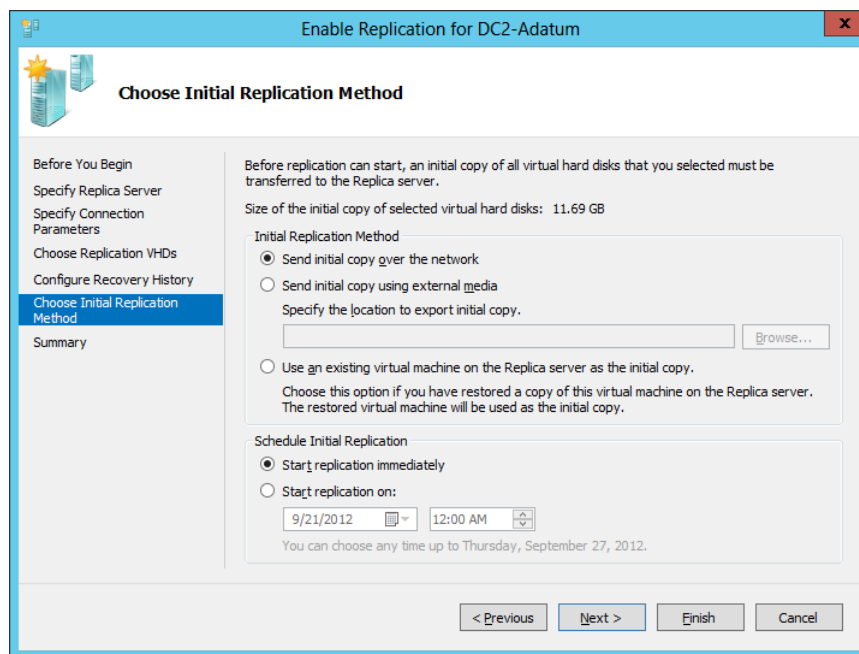 Enable Replication for DC2-Adatum
x
Choose Initial Replication Method
Before You Begin
Specify Replica Server
Specify Connection
Parameters
Choose Replication VHDs
Configure Recovery History
Choose Initial Replication
Method
Summary
Before replication can start, an initial copy of all virtual hard disks that you selected must be
transferred to the Replica server.
Size of the initial copy of selected virtual hard disks: 11.69 GB
Initial Replication Method
Send initial copy over the network
Send initial copy using external media
Specify the location to export initial copy.
Browse...
Use an existing virtual machine on the Replica server as the initial copy.
Choose this option if you have restored a copy of this virtual machine on the Replica server.
The restored virtual machine will be used as the initial copy.
Schedule Initial Replication
Start replication immediately
Start replication on:
9/21/2012 12:00 AM
You can choose any time up to Thursday, September 27, 2012.
< Previous Next > Finish Cancel